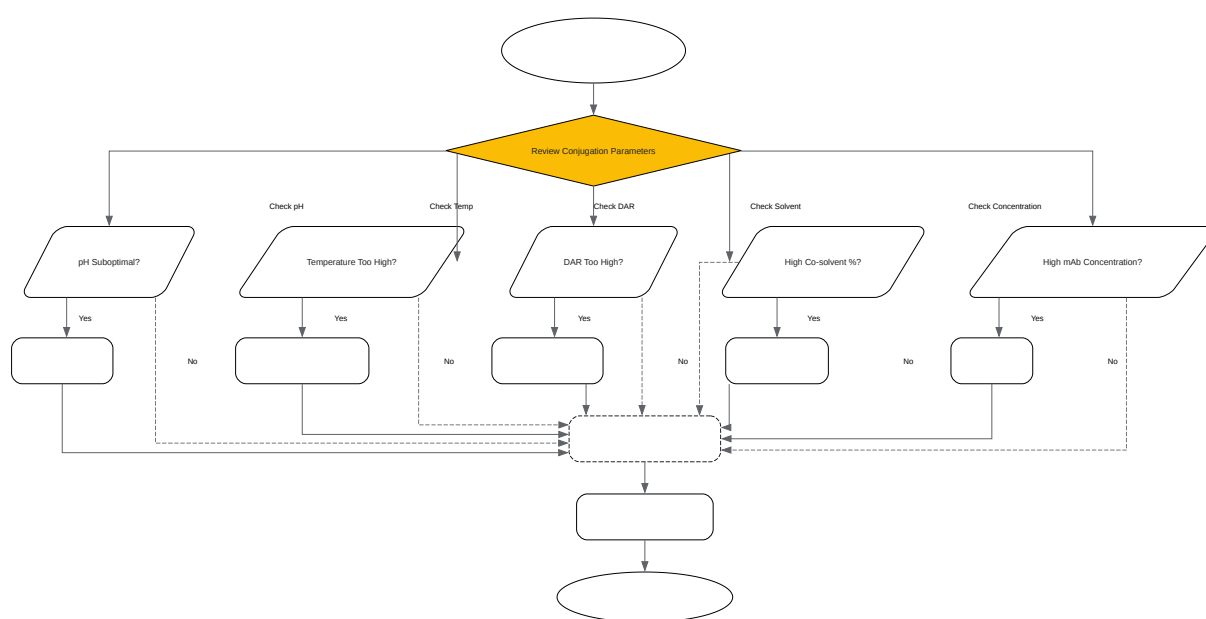 Review Conjugation Parameters
Check pH
Check Temp
Check DAR
Check Solvent
Check Concentration
pH Suboptimal?
Temperature Too High?
DAR Too High?
High Co-solvent %?
High mAb Concentration?
Yes
Yes
Yes
Yes
Yes
No
No
No
No
No